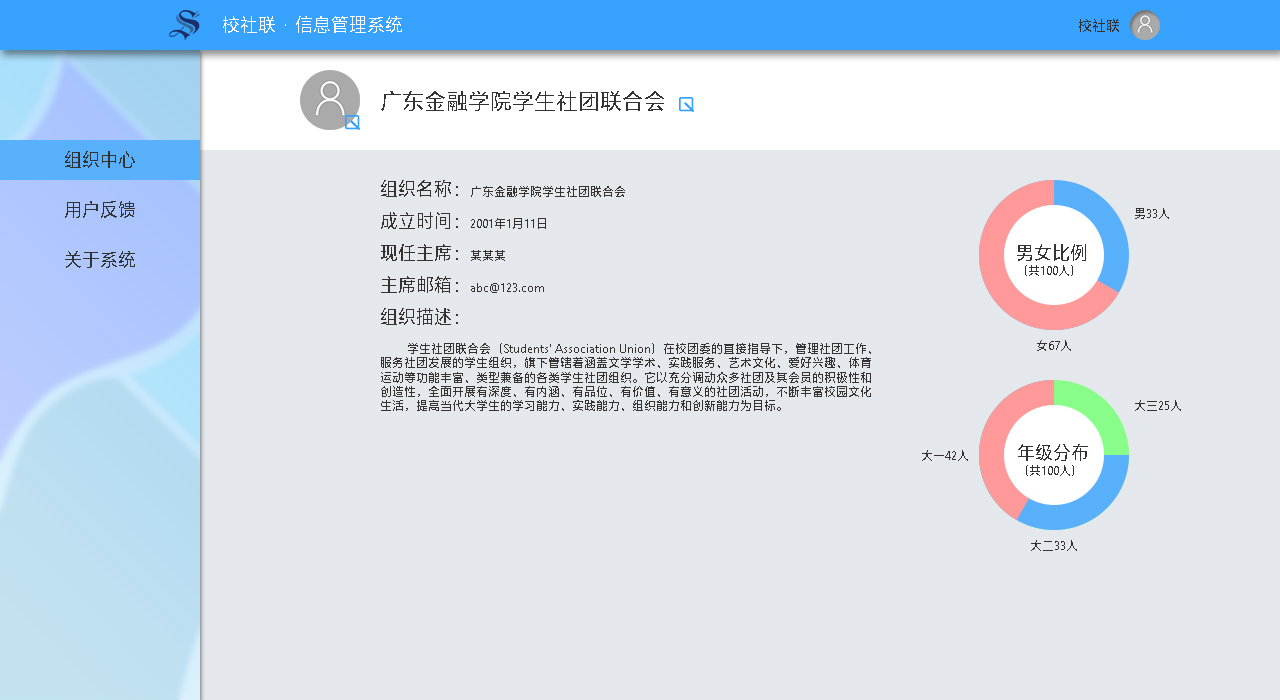 校社联 · 信息管理系统
校社联
组织中心
用户反馈
关于系统
广东金融学院学生社团联合会
组织名称：广东金融学院学生社团联合会
成立时间：2001年1月11日
现任主席：某某某
主席邮箱：abc@123.com
组织描述：
学生社团联合会（Students' Association Union）在校团委的直接指导下，管理社团工作、
服务社团发展的学生组织，旗下管辖着涵盖文学学术、实践服务、艺术文化、爱好兴趣、体育
运动等功能丰富、类型兼备的各类学生社团组织。它以充分调动众多社团及其会员的积极性和
创造性，全面开展有深度、有内涵、有品位、有价值、有意义的社团活动，不断丰富校园文化
生活，提高当代大学生的学习能力、实践能力、组织能力和创新能力为目标。
男33人
男女比例
（共100人）
女67人
大三25人
大一42人
年级分布
（共100人）
大二33人